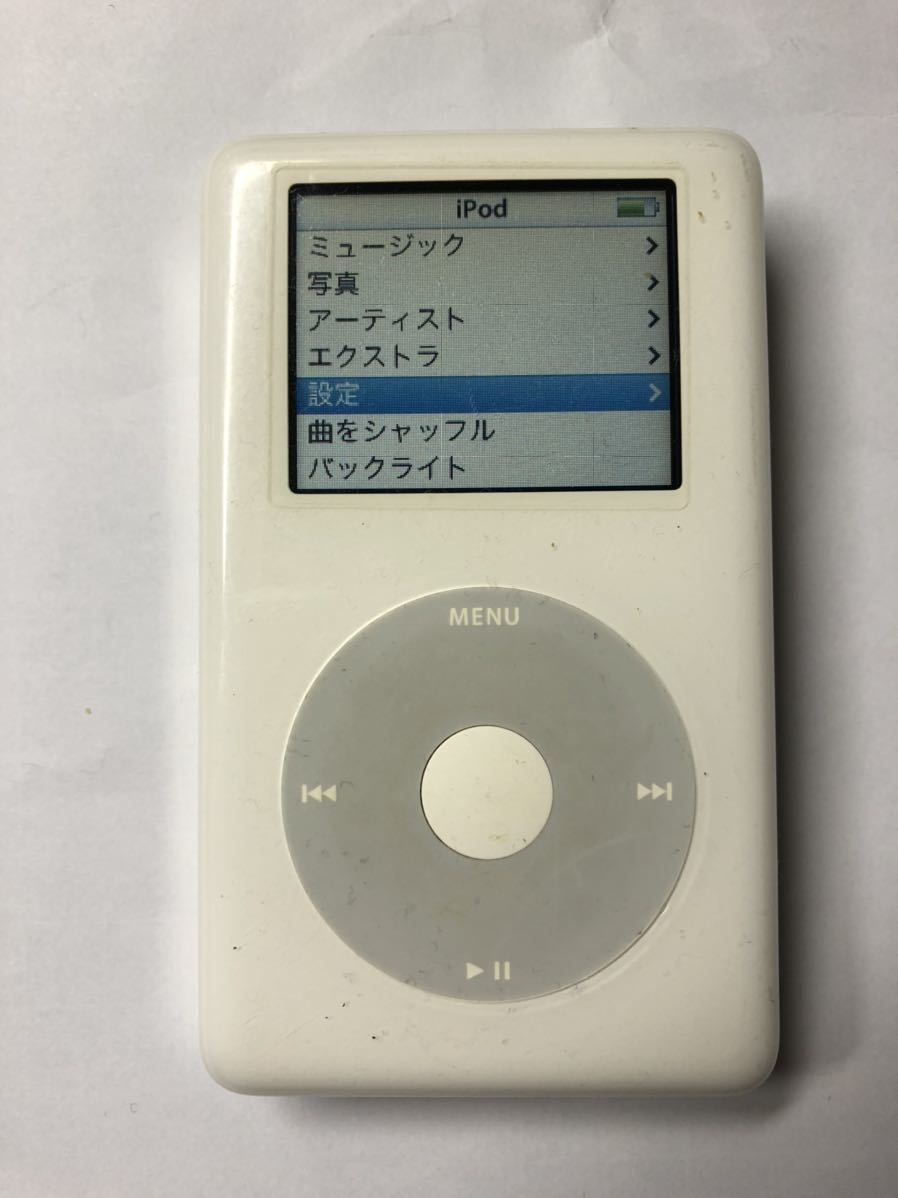 iPod
ミュージック
写真
アーティスト
エクストラ
設定
曲をシャッフル
バックライト
MENU